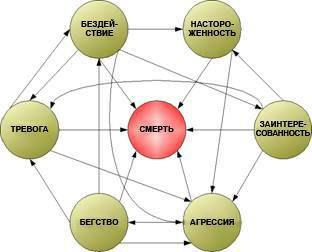 БЕЗДЕЙ-
СТВИЕ
НАСТОРО-
ЖЕННОСТЬ
ТРЕВОГА
СМЕРТЬ
ЗАИНТЕРЕ-
СОВАННОСТЬ
БЕГСТВО
АГРЕССИЯ